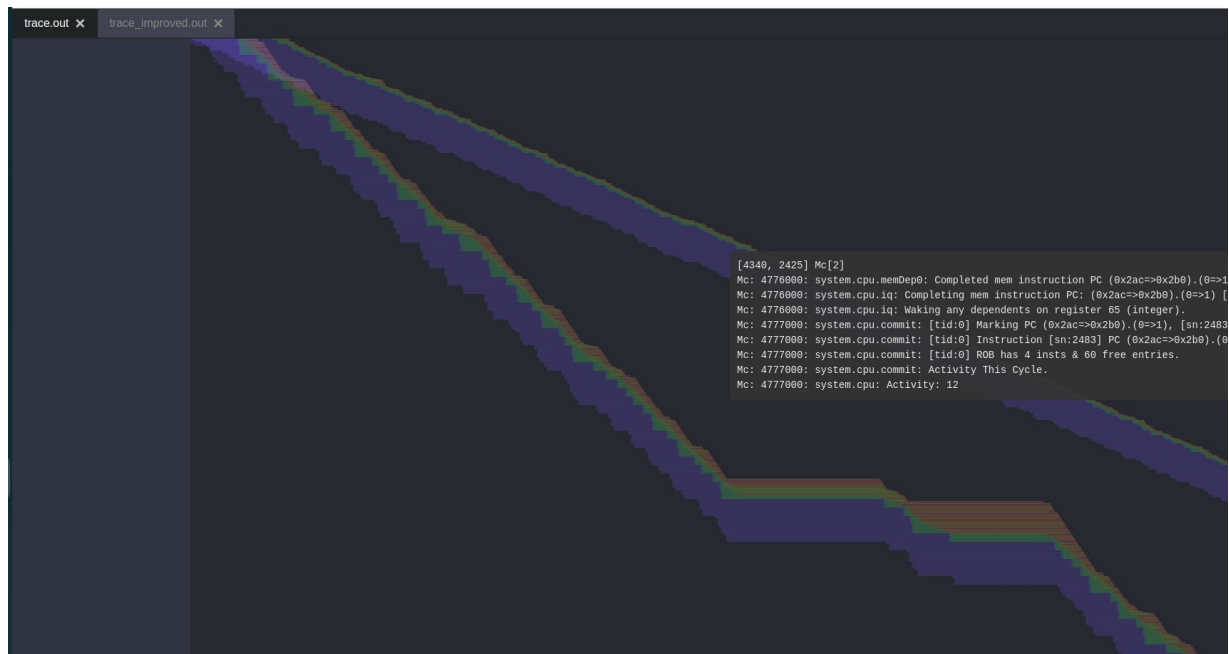 trace.out ✕ trace_improved.out ✕
[4340, 2425] Mc[2]
Mc: 4776000: system.cpu.memDep0: Completed mem instruction PC (0x2ac=>0x2b0).(0=>1
Mc: 4776000: system.cpu.iq: Completing mem instruction PC: (0x2ac=>0x2b0).(0=>1) [
Mc: 4776000: system.cpu.iq: Waking any dependents on register 65 (integer).
Mc: 4777000: system.cpu.commit: [tid:0] Marking PC (0x2ac=>0x2b0).(0=>1), [sn:2483
Mc: 4777000: system.cpu.commit: [tid:0] Instruction [sn:2483] PC (0x2ac=>0x2b0).(0
Mc: 4777000: system.cpu.commit: [tid:0] ROB has 4 insts & 60 free entries.
Mc: 4777000: system.cpu.commit: Activity This Cycle.
Mc: 4777000: system.cpu: Activity: 12